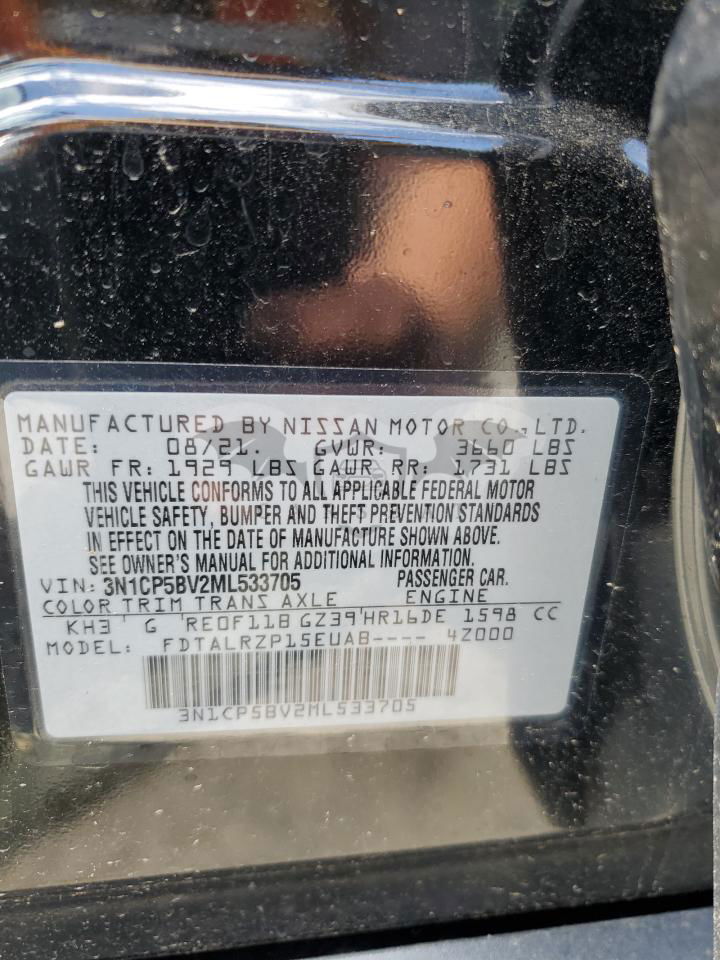 MANUFACTURED BY NISSAN MOTOR CO.,LTD.
DATE: 08/21. GVWR: 3660 LBS
GAWR FR: 1929 LBS GAWR RR: 1731 LBS
THIS VEHICLE CONFORMS TO ALL APPLICABLE FEDERAL MOTOR
VEHICLE SAFETY, BUMPER AND THEFT PREVENTION STANDARDS
IN EFFECT ON THE DATE OF MANUFACTURE SHOWN ABOVE.
SEE OWNER'S MANUAL FOR ADDITIONAL INFORMATION.
VIN: 3N1CP5BV2ML533705 PASSENGER CAR.
COLOR TRIM TRANS AXLE ENGINE
KH3 G RE0F11B GZ39 HR16DE 1598 CC
MODEL: FDTALRZP15EUAB---- 4Z000
3N1CP5BV2ML533705